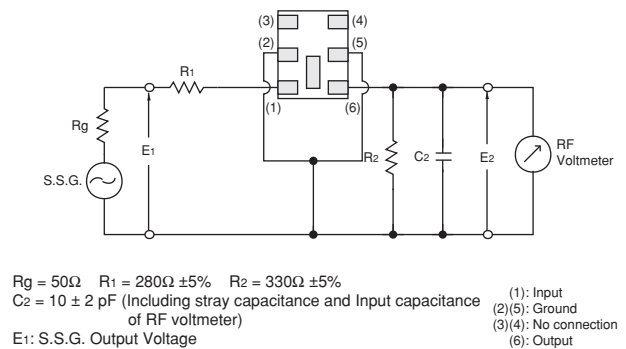 (3)
(4)
(2)
(5)
R1
(1)
(6)
Rg
E1
R2
C2
E2
RF
Voltmeter
S.S.G.
Rg = 50Ω R1 = 280Ω ±5% R2 = 330Ω ±5%
C2 = 10 ± 2 pF (Including stray capacitance and Input capacitance
of RF voltmeter)
E1: S.S.G. Output Voltage
(1): Input
(2)(5): Ground
(3)(4): No connection
(6): Output